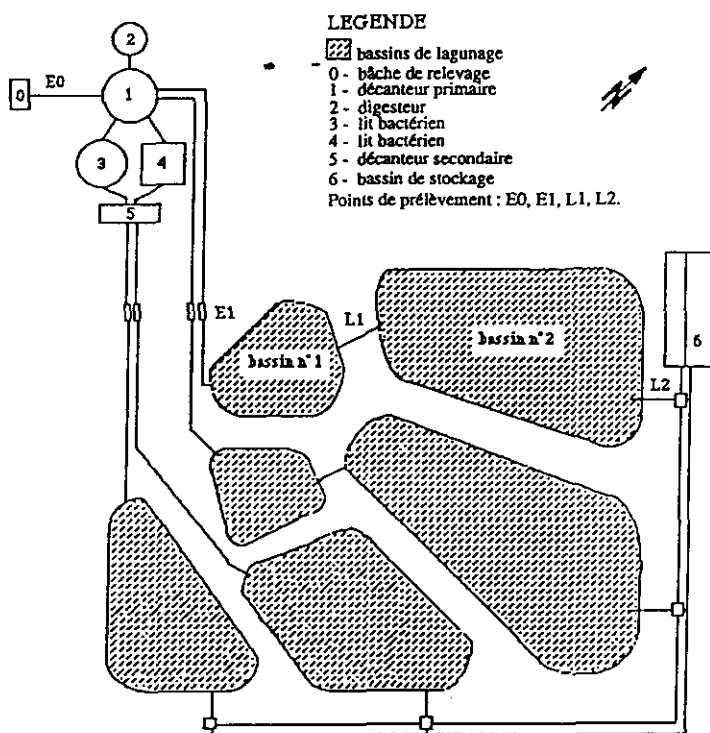 LEGENDE
bassins de lagunage
0 - bâche de relevage
1 - décanteur primaire
2 - digesteur
3 - lit bactérien
4 - lit bactérien
5 - décanteur secondaire
6 - bassin de stockage
Points de prélèvement : E0, E1, L1, L2.
2
E0
0
1
3
4
5
E1
L1
bassin n° 1
bassin n° 2
6
L2
N